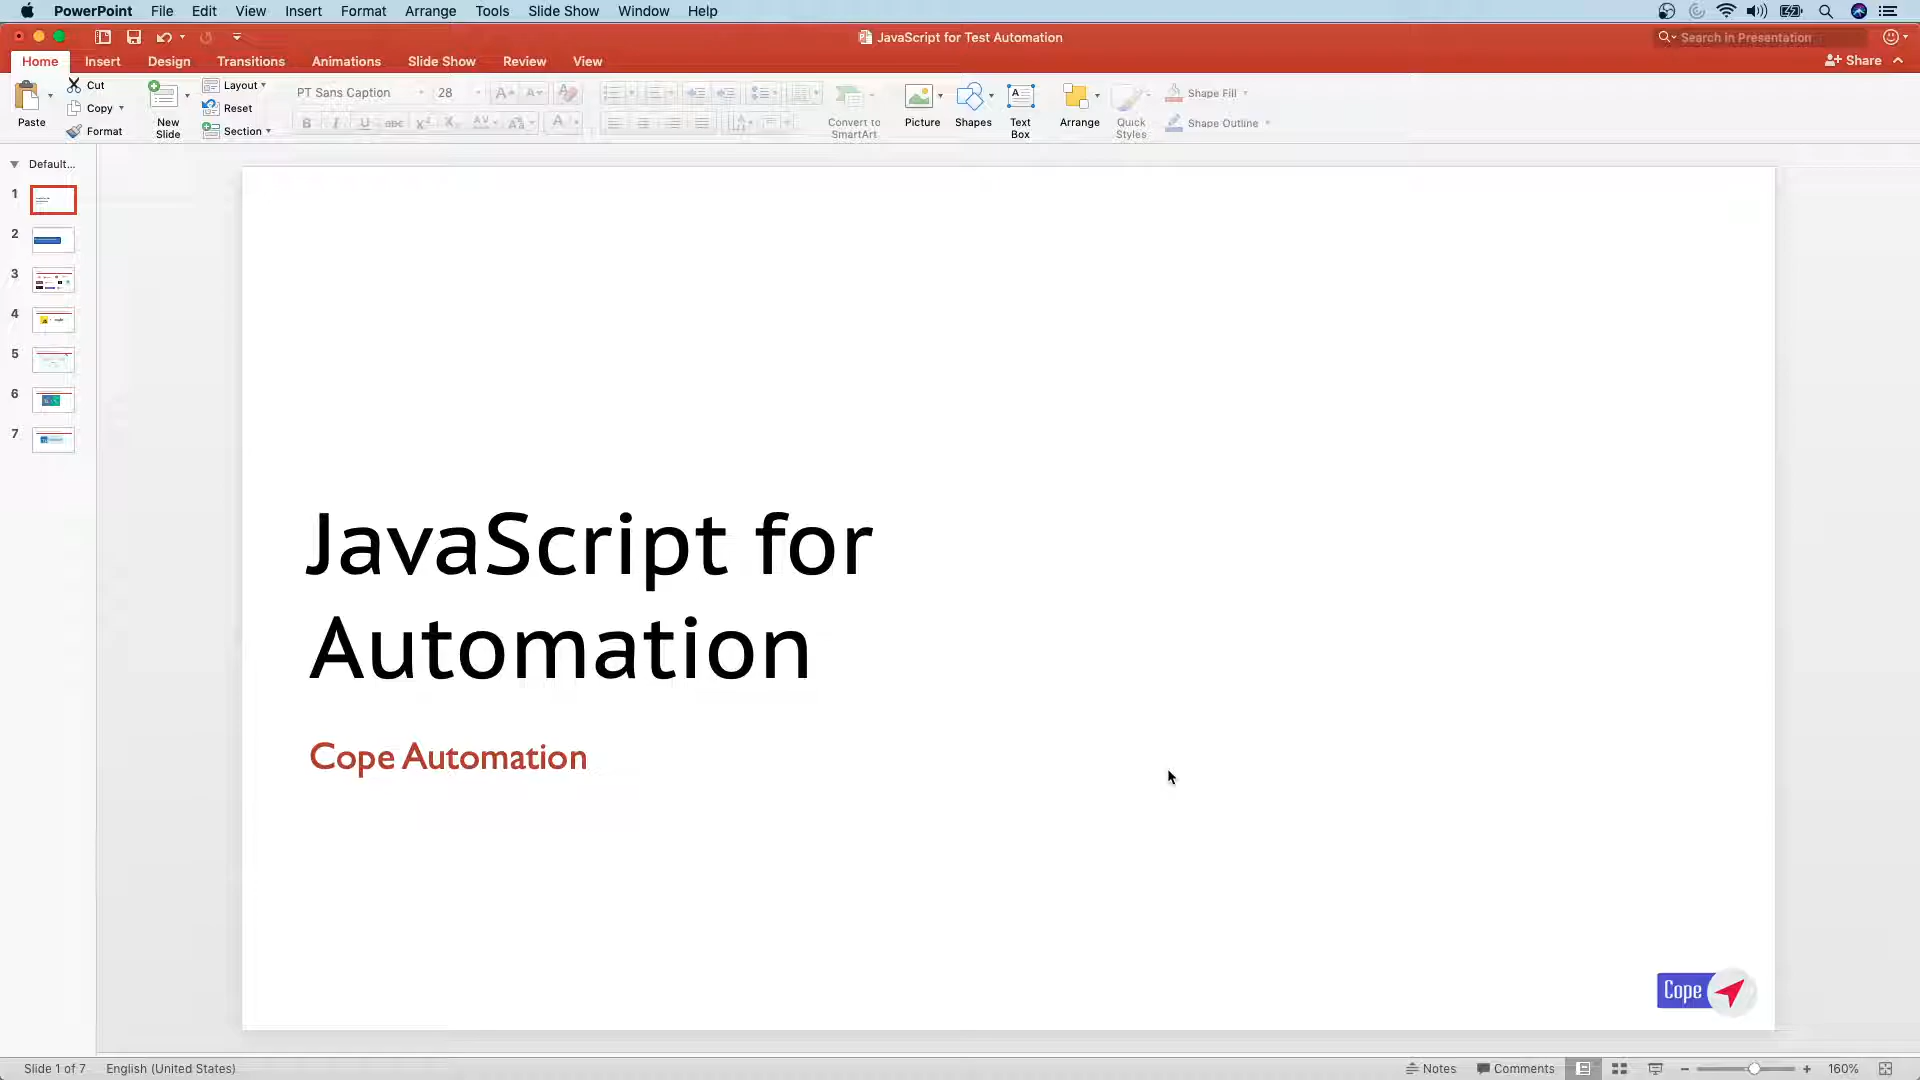 PowerPoint File Edit View Insert Format Arrange Tools Slide Show Window Help
JavaScript for Test Automation
Search in Presentation
Home Insert Design Transitions Animations Slide Show Review View
Share
Paste
Cut
Copy
Format
New
Slide
Layout
Reset
Section
PT Sans Caption 28
Convert to
SmartArt
Picture
Shapes
Text
Box
Arrange
Quick
Styles
Shape Fill
Shape Outline
Default...
1
2
3
4
5
6
7
JavaScript for
Automation
Cope Automation
Cope
Slide 1 of 7 English (United States)
Notes Comments 160%